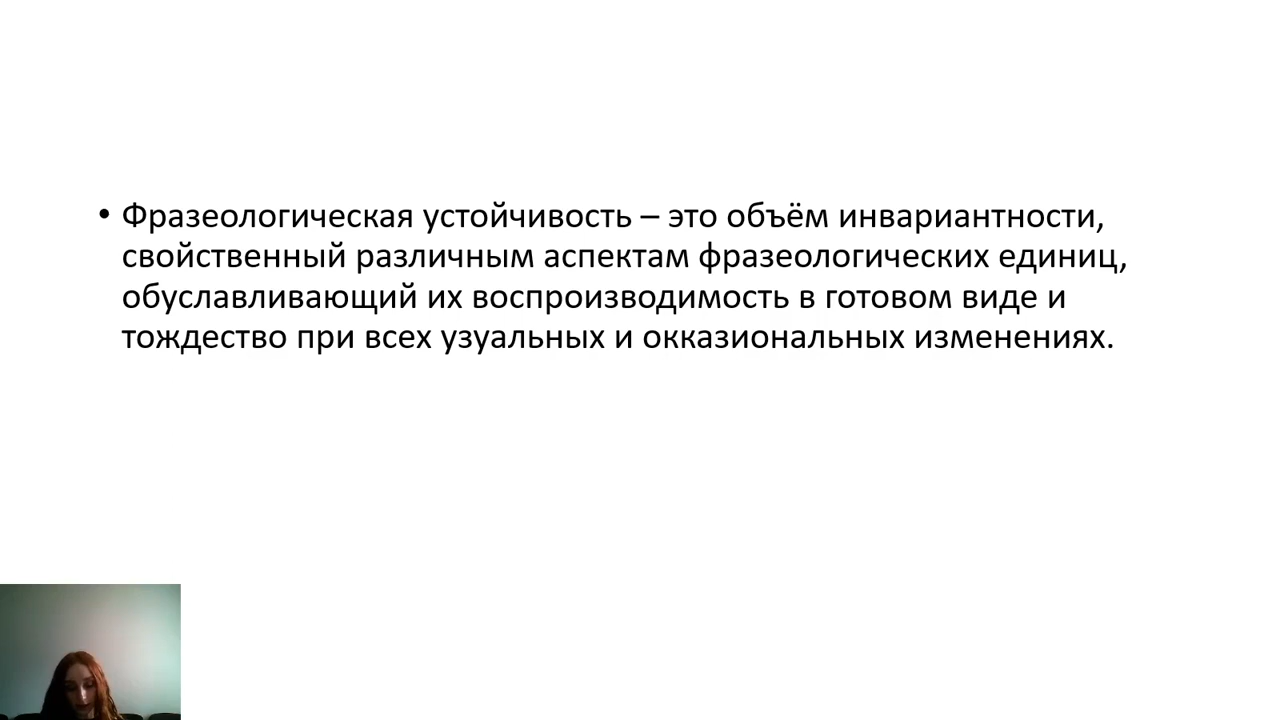 • Фразеологическая устойчивость – это объём инвариантности,
свойственный различным аспектам фразеологических единиц,
обуславливающий их воспроизводимость в готовом виде и
тождество при всех узуальных и окказиональных изменениях.